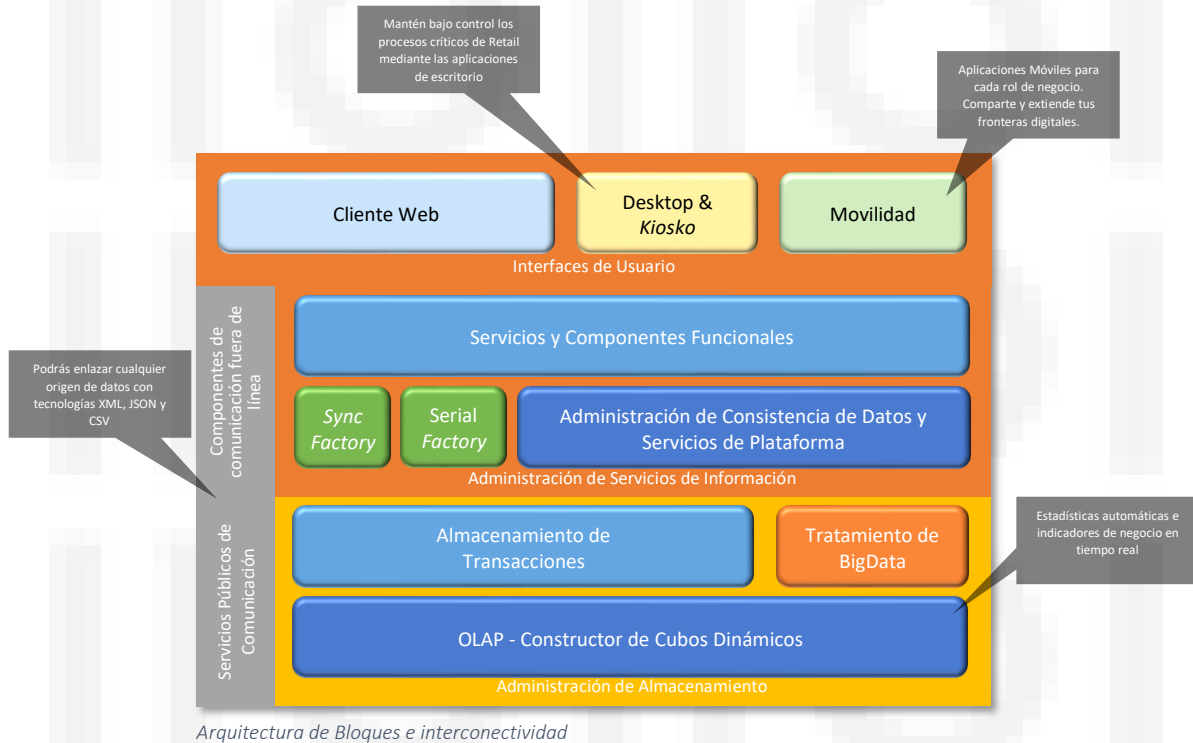 Mantén bajo control los
procesos críticos de Retail
mediante las aplicaciones
de escritorio
Aplicaciones Móviles para
cada rol de negocio.
Comparte y extiende tus
fronteras digitales.
Cliente Web
Desktop &
Kiosko
Movilidad
Interfaces de Usuario
Componentes de
comunicación fuera de
línea
Servicios y Componentes Funcionales
Podrás enlazar cualquier
origen de datos con
tecnologías XML, JSON y
CSV
Sync
Factory
Serial
Factory
Administración de Consistencia de Datos y
Servicios de Plataforma
Administración de Servicios de Información
Servicios Públicos de
Comunicación
Almacenamiento de
Transacciones
Tratamiento de
BigData
Estadísticas automáticas e
indicadores de negocio en
tiempo real
OLAP - Constructor de Cubos Dinámicos
Administración de Almacenamiento
Arquitectura de Bloques e interconectividad